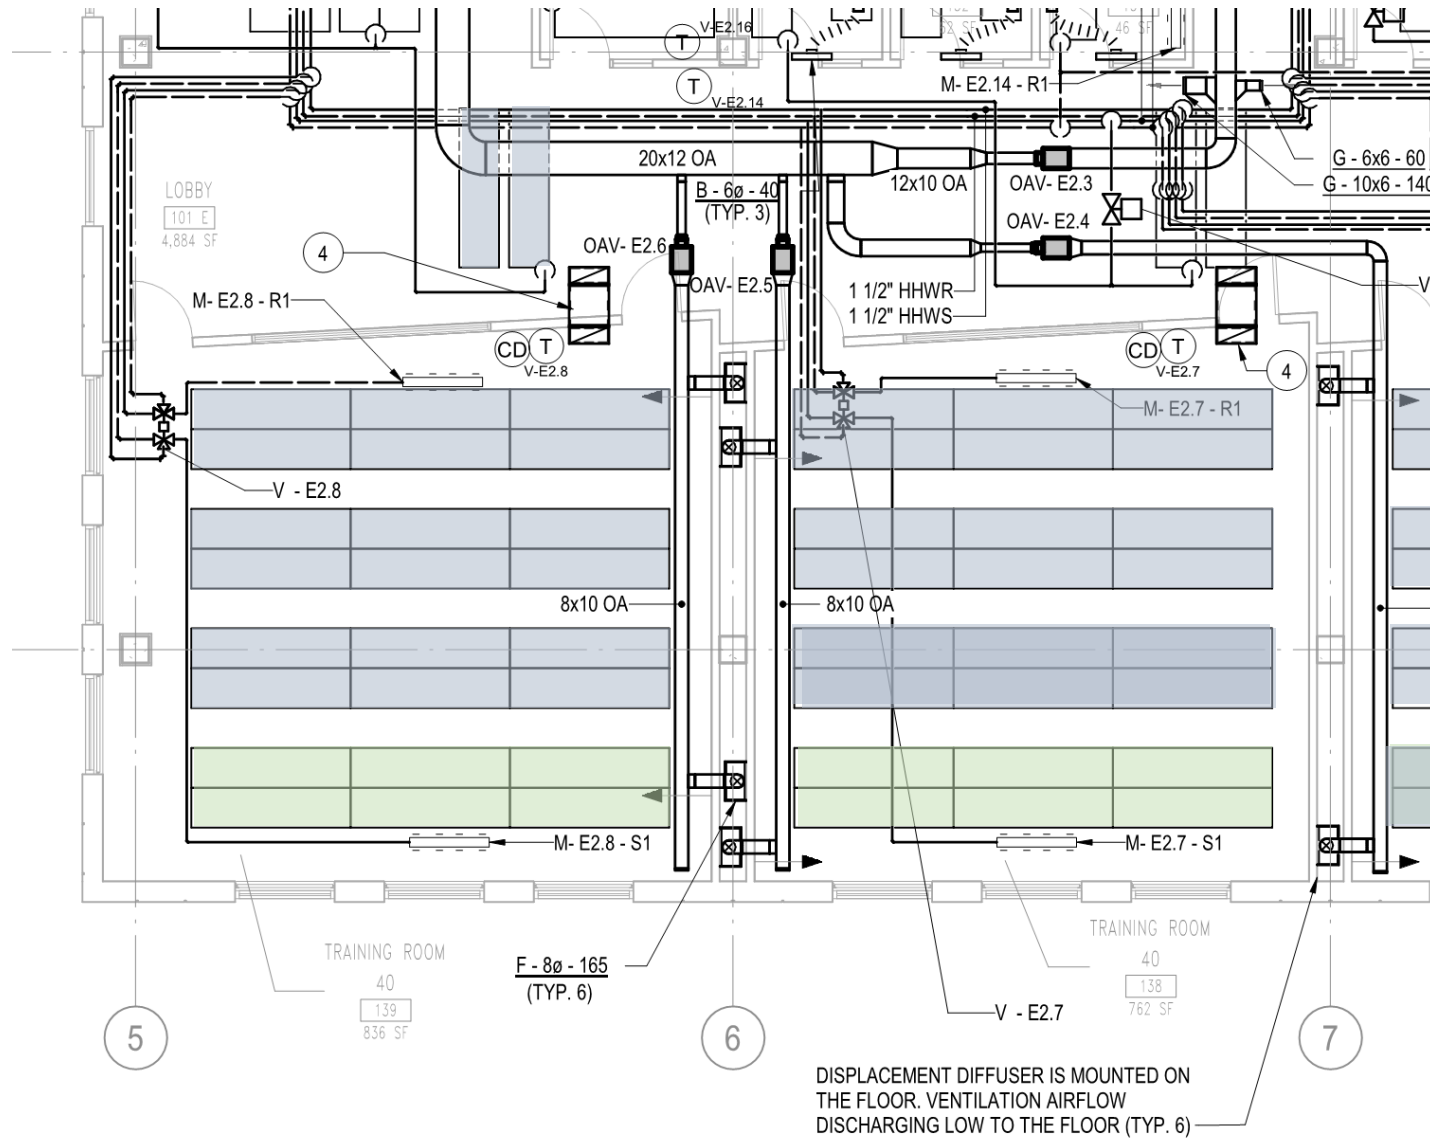 V-E2.16
T
52 SF
46 SF
M- E2.14 - R1
T
V-E2.14
20x12 OA
12x10 OA
OAV- E2.3
G - 6x6 - 60
G - 10x6 - 140
LOBBY
101 E
4,884 SF
B - 6ø - 40
(TYP. 3)
OAV- E2.4
4
OAV- E2.6
OAV- E2.5
M- E2.8 - R1
1 1/2" HHWR
1 1/2" HHWS
V
CD
T
V-E2.8
CD
T
V-E2.7
4
M- E2.7 - R1
V - E2.8
8x10 OA
8x10 OA
M- E2.8 - S1
M- E2.7 - S1
TRAINING ROOM
40
139
836 SF
F - 8ø - 165
(TYP. 6)
TRAINING ROOM
40
138
762 SF
V - E2.7
5
6
7
DISPLACEMENT DIFFUSER IS MOUNTED ON
THE FLOOR. VENTILATION AIRFLOW
DISCHARGING LOW TO THE FLOOR (TYP. 6)